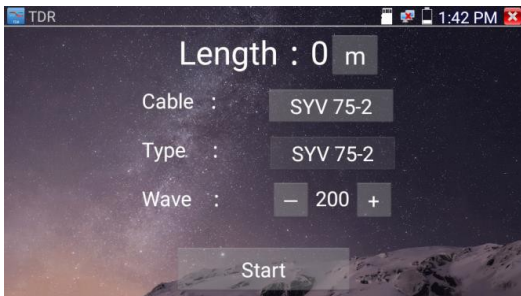 TDR 1:42 PM
Length : 0 m
Cable : SYV 75-2
Type : SYV 75-2
Wave : – 200 +
Start